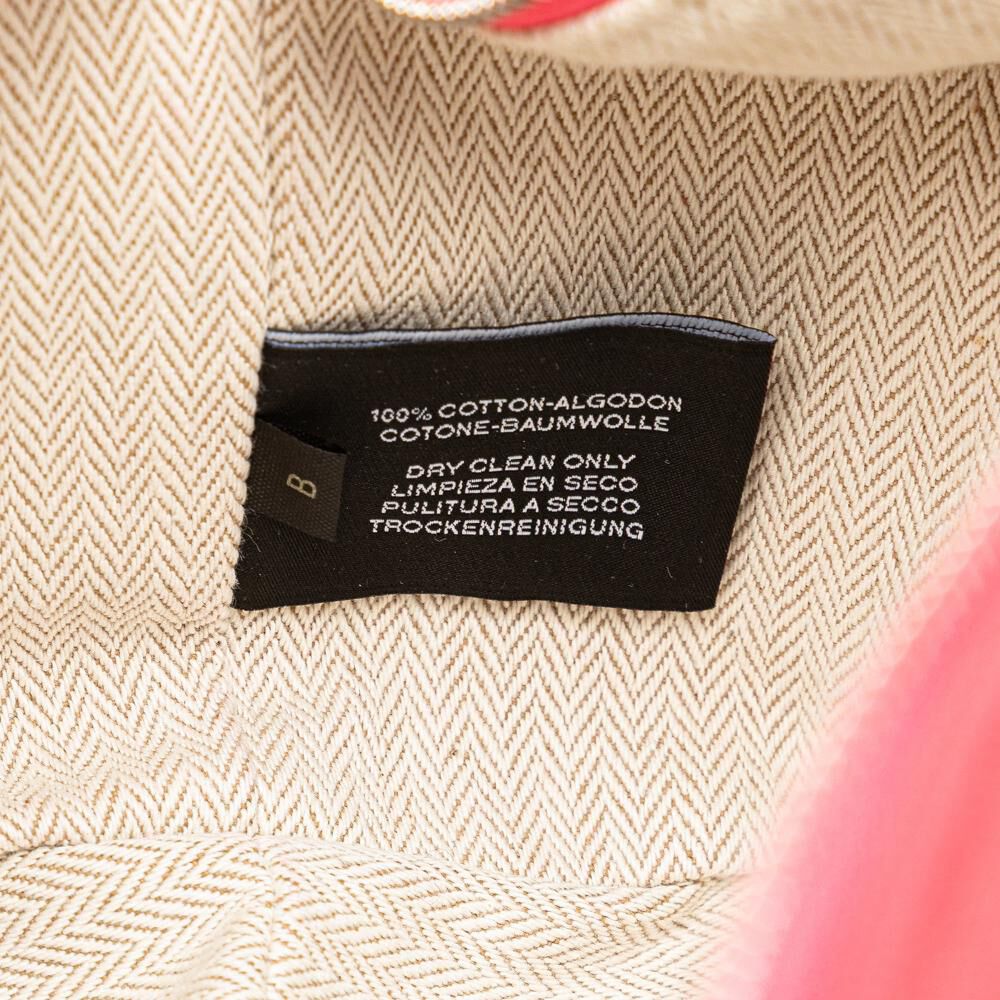 100% COTTON-ALGODON
COTONE-BAUMWOLLE
DRY CLEAN ONLY
LIMPIEZA EN SECO
PULITURA A SECCO
TROCKENREINIGUNG
B